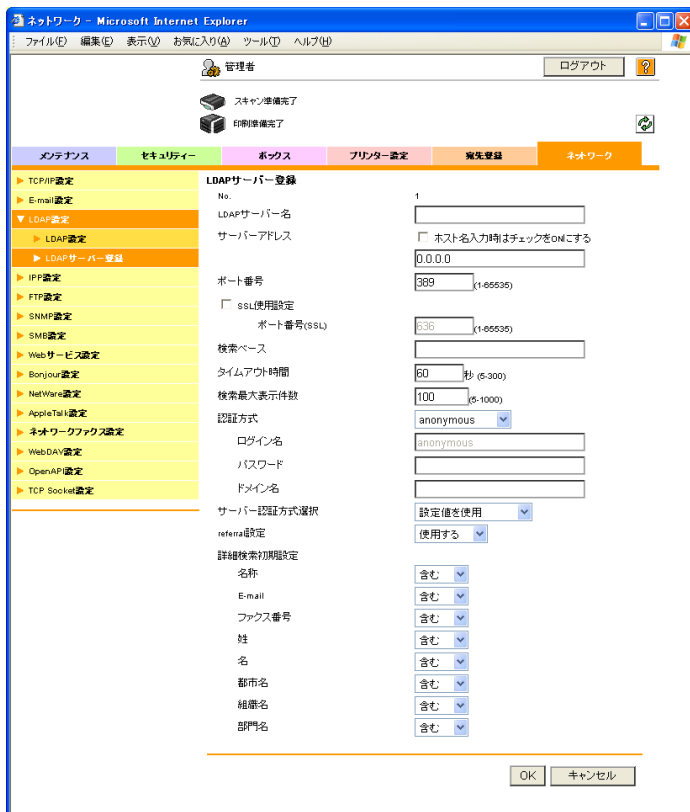 ネットワーク - Microsoft Internet Explorer
ファイル(F) 編集(E) 表示(V) お気に入り(A) ツール(T) ヘルプ(H)
管理者 ログアウト ?
スキャン準備完了
印刷準備完了
メンテナンス セキュリティー ボックス プリンター設定 宛先登録 ネットワーク
TCP/IP設定
E-mail設定
LDAP設定
LDAP設定
LDAPサーバー登録
IPP設定
FTP設定
SNMP設定
SMB設定
Webサービス設定
Bonjour設定
NetWare設定
AppleTalk設定
ネットワークファクス設定
WebDAV設定
OpenAPI設定
TCP Socket設定
LDAPサーバー登録
No. 1
LDAPサーバー名
サーバーアドレス ホスト名入力時はチェックをONにする
0.0.0.0
ポート番号 389 (1-65535)
SSL使用設定
ポート番号(SSL) 636 (1-65535)
検索ベース
タイムアウト時間 60 秒 (5-300)
検索最大表示件数 100 (5-1000)
認証方式 anonymous
ログイン名 anonymous
パスワード
ドメイン名
サーバー認証方式選択 設定値を使用
referral設定 使用する
詳細検索初期設定
名称 含む
E-mail 含む
ファクス番号 含む
姓 含む
名 含む
都市名 含む
組織名 含む
部門名 含む
OK キャンセル